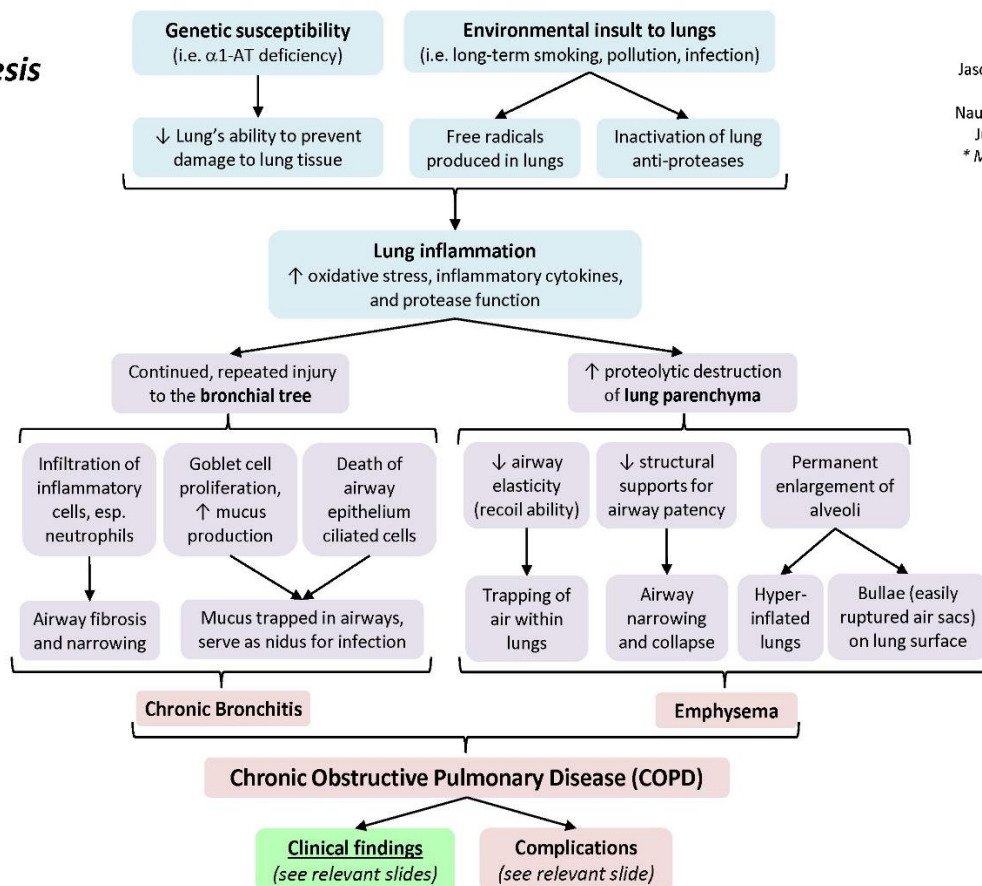 esis
Genetic susceptibility
(i.e. α1-AT deficiency)
Environmental insult to lungs
(i.e. long-term smoking, pollution, infection)
Jasc
Nau
Ju
* M
↓ Lung's ability to prevent
damage to lung tissue
Free radicals
produced in lungs
Inactivation of lung
anti-proteases
Lung inflammation
↑ oxidative stress, inflammatory cytokines,
and protease function
Continued, repeated injury
to the bronchial tree
↑ proteolytic destruction
of lung parenchyma
Infiltration of
inflammatory
cells, esp.
neutrophils
Goblet cell
proliferation,
↑ mucus
production
Death of
airway
epithelium
ciliated cells
↓ airway
elasticity
(recoil ability)
↓ structural
supports for
airway patency
Permanent
enlargement of
alveoli
Airway fibrosis
and narrowing
Mucus trapped in airways,
serve as nidus for infection
Trapping of
air within
lungs
Airway
narrowing
and collapse
Hyper-
inflated
lungs
Bullae (easily
ruptured air sacs)
on lung surface
Chronic Bronchitis
Emphysema
Chronic Obstructive Pulmonary Disease (COPD)
Clinical findings
(see relevant slides)
Complications
(see relevant slide)